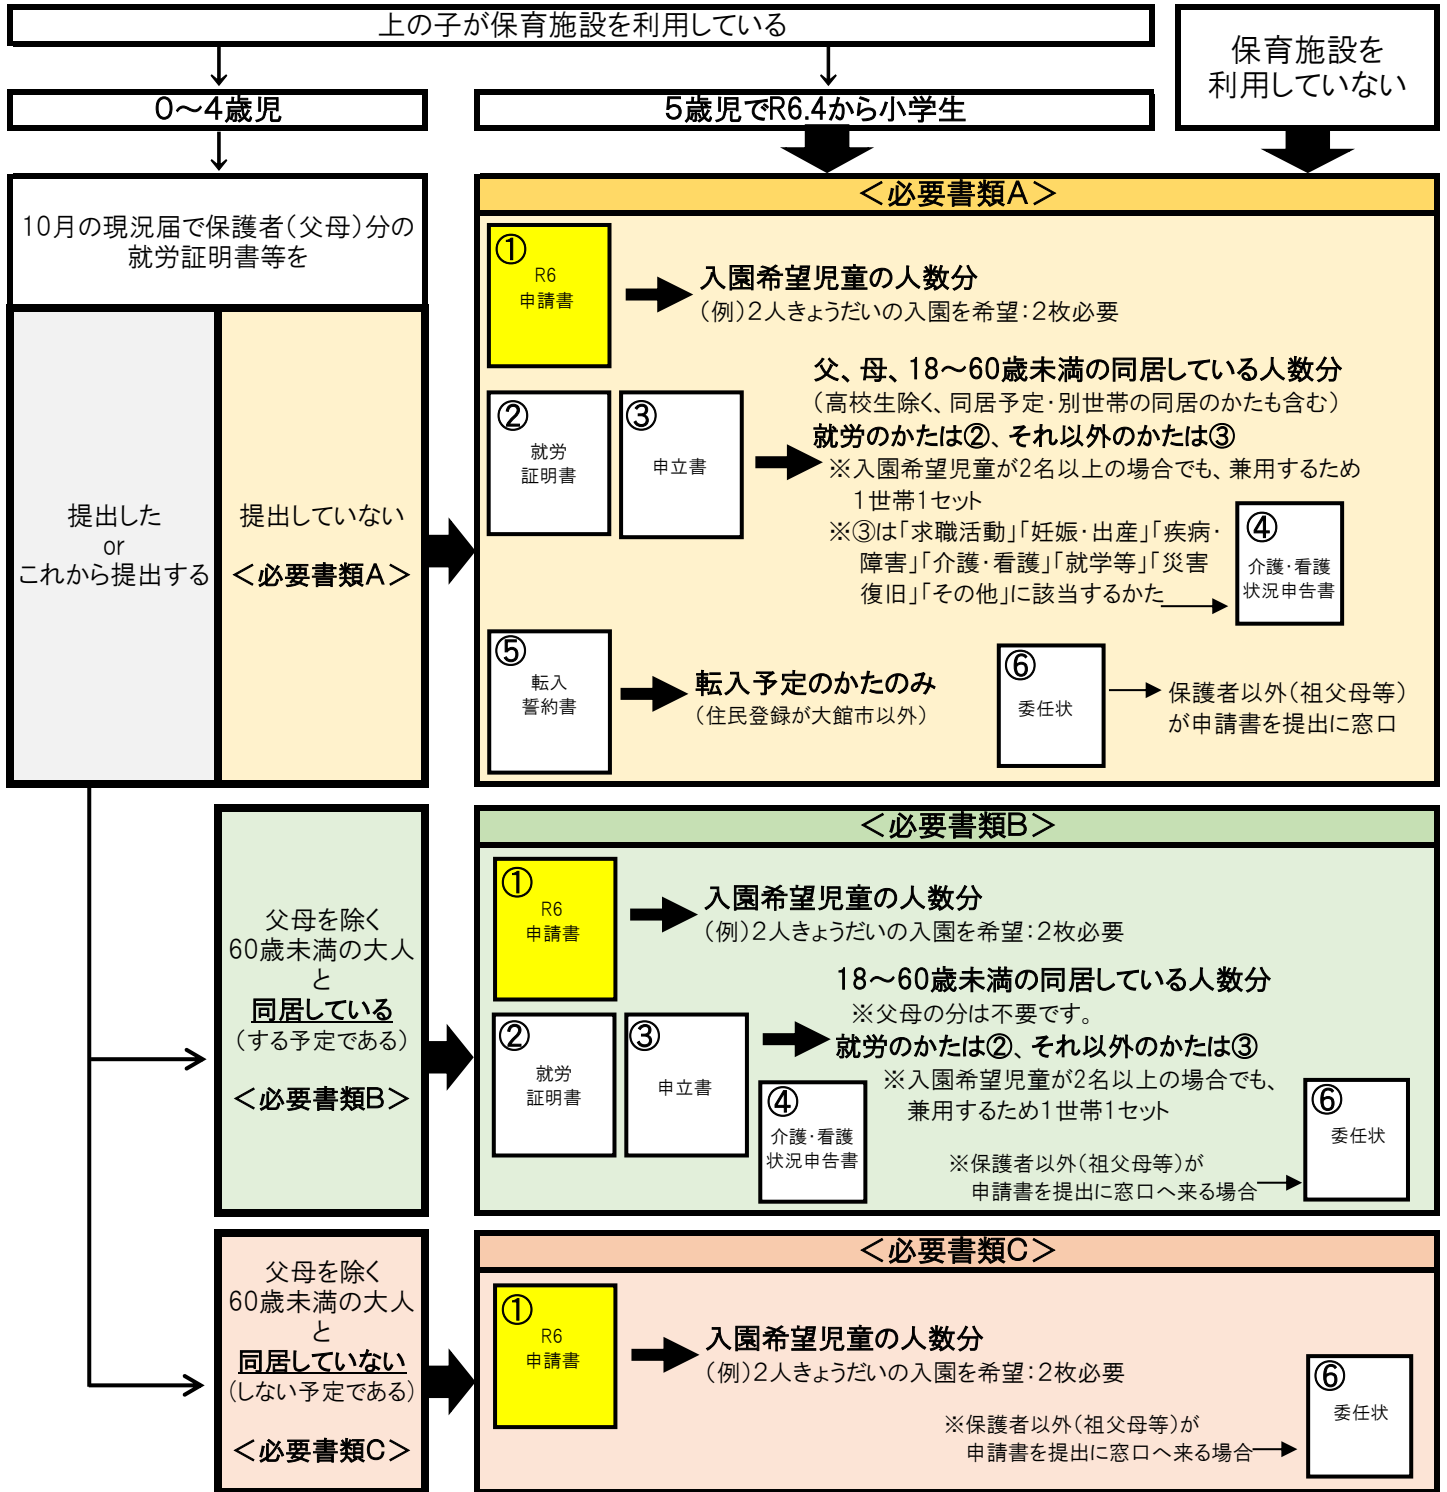 上の子が保育施設を利用している
保育施設を
利用していない
0～4歳児
5歳児でR6.4から小学生
10月の現況届で保護者(父母)分の
就労証明書等を
提出した
or
これから提出する
提出していない
＜必要書類A＞
＜必要書類A＞
①
R6
申請書
入園希望児童の人数分
(例)2人きょうだいの入園を希望:2枚必要
②
就労
証明書
③
申立書
父、母、18～60歳未満の同居している人数分
(高校生除く、同居予定・別世帯の同居のかたも含む)
就労のかたは②、それ以外のかたは③
※入園希望児童が2名以上の場合でも、兼用するため
1世帯1セット
※③は「求職活動」「妊娠・出産」「疾病・
障害」「介護・看護」「就学等」「災害
復旧」「その他」に該当するかた
④
介護・看護
状況申告書
⑤
転入
誓約書
転入予定のかたのみ
(住民登録が大館市以外)
⑥
委任状
保護者以外(祖父母等)
が申請書を提出に窓口
父母を除く
60歳未満の大人
と
同居している
(する予定である)
＜必要書類B＞
＜必要書類B＞
①
R6
申請書
入園希望児童の人数分
(例)2人きょうだいの入園を希望:2枚必要
②
就労
証明書
③
申立書
18～60歳未満の同居している人数分
※父母の分は不要です。
就労のかたは②、それ以外のかたは③
※入園希望児童が2名以上の場合でも、
兼用するため1世帯1セット
④
介護・看護
状況申告書
※保護者以外(祖父母等)が
申請書を提出に窓口へ来る場合
⑥
委任状
父母を除く
60歳未満の大人
と
同居していない
(しない予定である)
＜必要書類C＞
＜必要書類C＞
①
R6
申請書
入園希望児童の人数分
(例)2人きょうだいの入園を希望:2枚必要
※保護者以外(祖父母等)が
申請書を提出に窓口へ来る場合
⑥
委任状